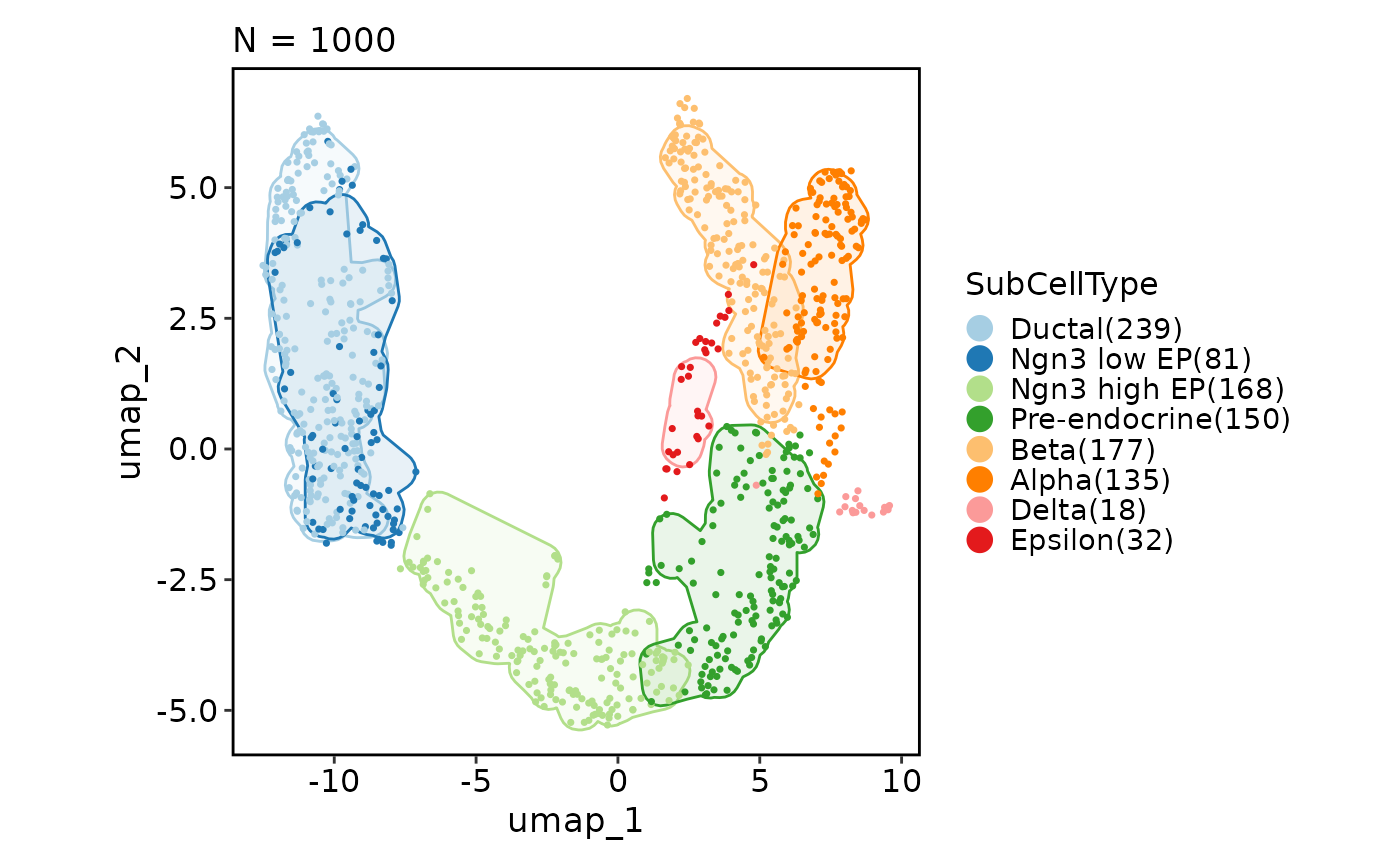 N = 1000
umap_2
5.0
2.5
0.0
-2.5
-5.0
-10
-5
0
5
10
umap_1
SubCellType
Ductal(239)
Ngn3 low EP(81)
Ngn3 high EP(168)
Pre-endocrine(150)
Beta(177)
Alpha(135)
Delta(18)
Epsilon(32)